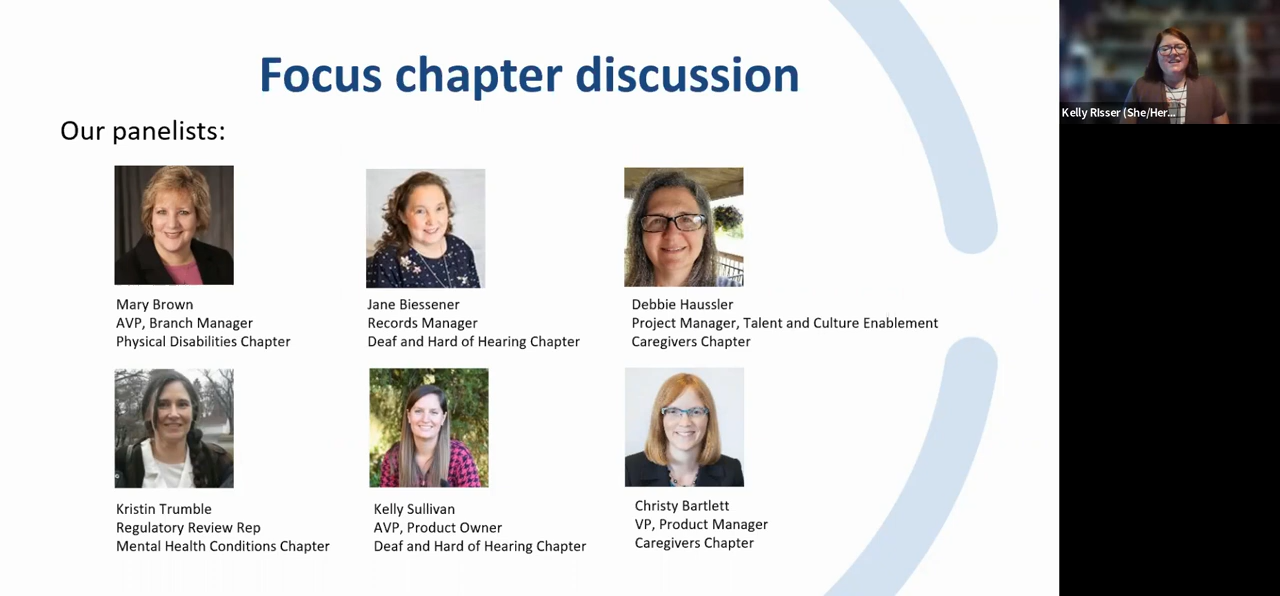 Focus chapter discussion
Our panelists:
Mary Brown
AVP, Branch Manager
Physical Disabilities Chapter
Jane Biessener
Records Manager
Deaf and Hard of Hearing Chapter
Debbie Haussler
Project Manager, Talent and Culture Enablement
Caregivers Chapter
Kristin Trumble
Regulatory Review Rep
Mental Health Conditions Chapter
Kelly Sullivan
AVP, Product Owner
Deaf and Hard of Hearing Chapter
Christy Bartlett
VP, Product Manager
Caregivers Chapter
Kelly RIsser (She/Her...